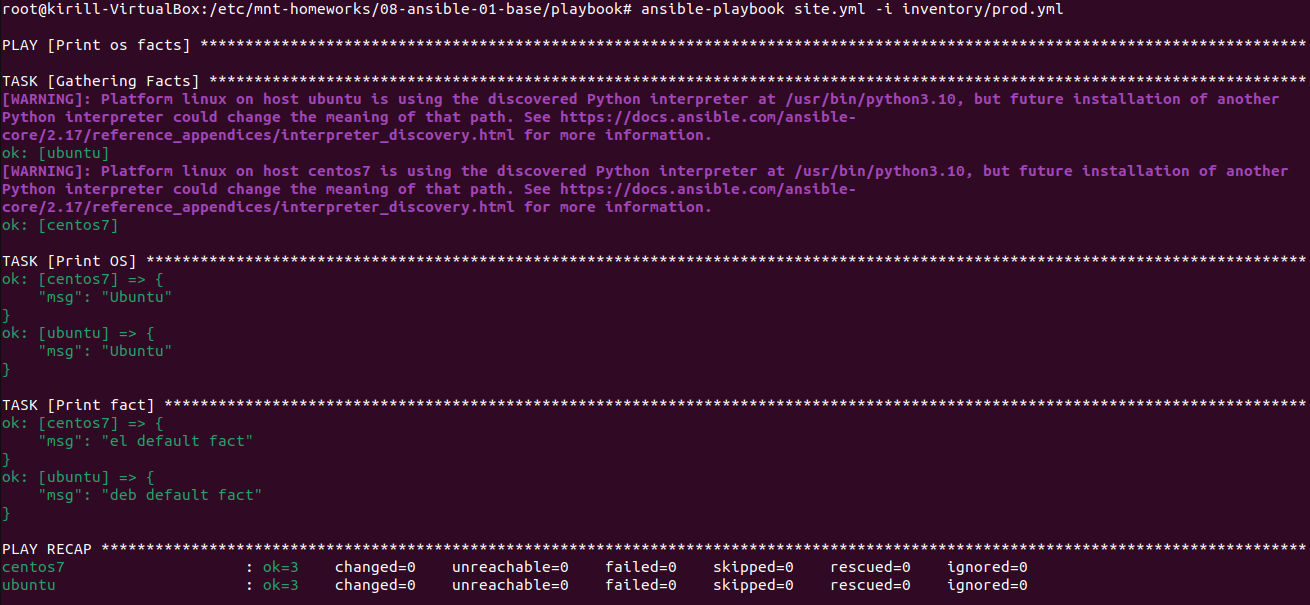 root@kirill-VirtualBox:/etc/mnt-homeworks/08-ansible-01-base/playbook# ansible-playbook site.yml -i inventory/prod.yml
PLAY [Print os facts] ***************************************************************************************************************************
TASK [Gathering Facts] **************************************************************************************************************************
[WARNING]: Platform linux on host ubuntu is using the discovered Python interpreter at /usr/bin/python3.10, but future installation of another
Python interpreter could change the meaning of that path. See https://docs.ansible.com/ansible-
core/2.17/reference_appendices/interpreter_discovery.html for more information.
ok: [ubuntu]
[WARNING]: Platform linux on host centos7 is using the discovered Python interpreter at /usr/bin/python3.10, but future installation of another
Python interpreter could change the meaning of that path. See https://docs.ansible.com/ansible-
core/2.17/reference_appendices/interpreter_discovery.html for more information.
ok: [centos7]
TASK [Print OS] *********************************************************************************************************************************
ok: [centos7] => {
    "msg": "Ubuntu"
}
ok: [ubuntu] => {
    "msg": "Ubuntu"
}
TASK [Print fact] *******************************************************************************************************************************
ok: [centos7] => {
    "msg": "el default fact"
}
ok: [ubuntu] => {
    "msg": "deb default fact"
}
PLAY RECAP **************************************************************************************************************************************
centos7                    : ok=3    changed=0    unreachable=0    failed=0    skipped=0    rescued=0    ignored=0
ubuntu                     : ok=3    changed=0    unreachable=0    failed=0    skipped=0    rescued=0    ignored=0